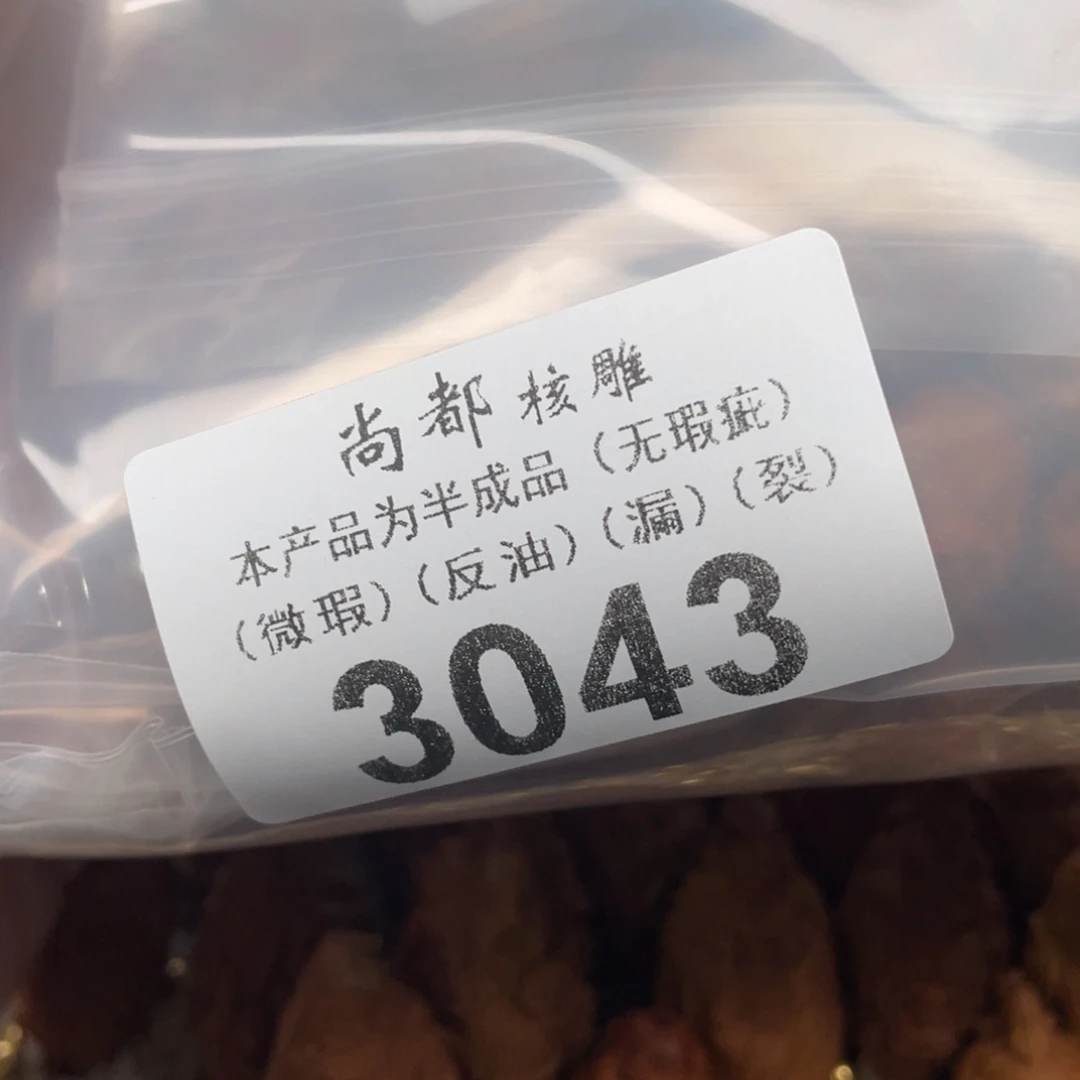 尚都核雕
本产品为半成品（无瑕疵）
（微瑕）（反油）（漏）（裂）
3043